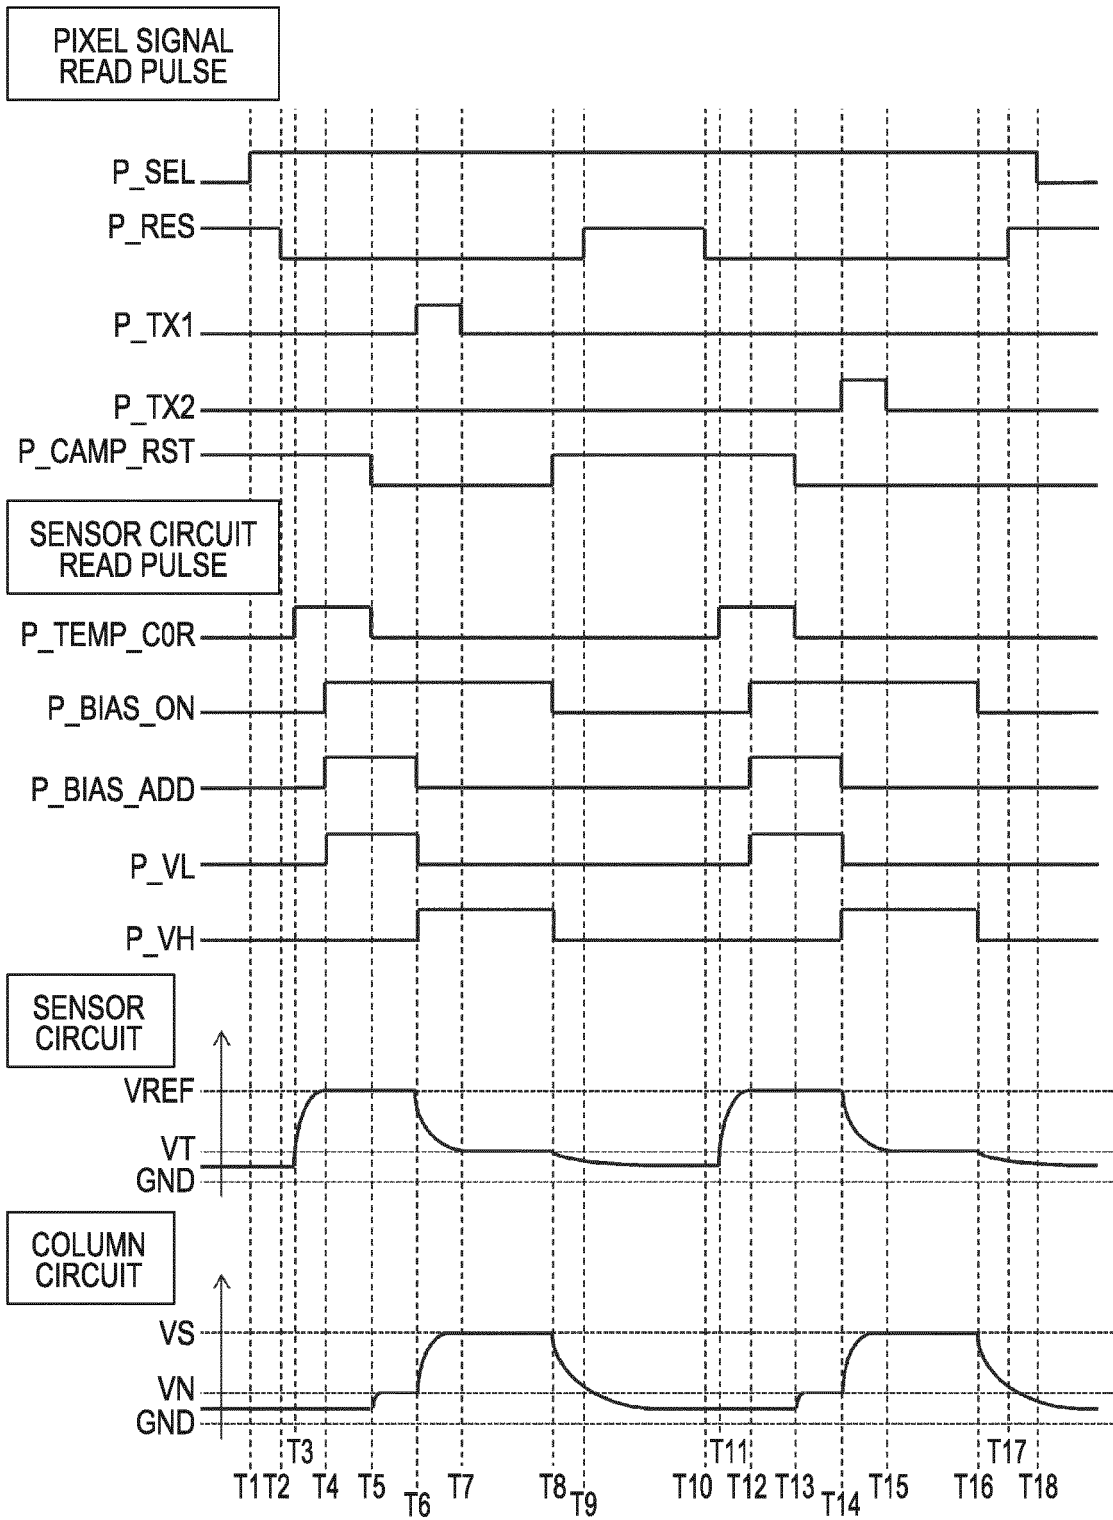 PIXEL SIGNAL
READ PULSE
P_SEL
P_RES
P_TX1
P_TX2
P_CAMP_RST
SENSOR CIRCUIT
READ PULSE
P_TEMP_C0R
P_BIAS_ON
P_BIAS_ADD
P_VL
P_VH
SENSOR
CIRCUIT
VREF
VT
GND
COLUMN
CIRCUIT
VS
VN
GND
T3 T11 T17
T1 T2 T4 T5 T7 T8 T10 T12 T13 T15 T16 T18
T6 T9 T14